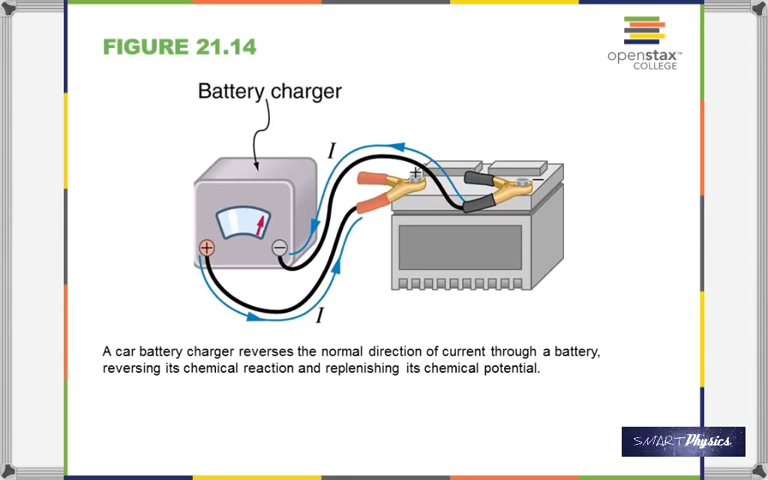 FIGURE 21.14
openstax™
COLLEGE
Battery charger
I
+
−
+
−
I
A car battery charger reverses the normal direction of current through a battery,
reversing its chemical reaction and replenishing its chemical potential.
SMARTPhysics